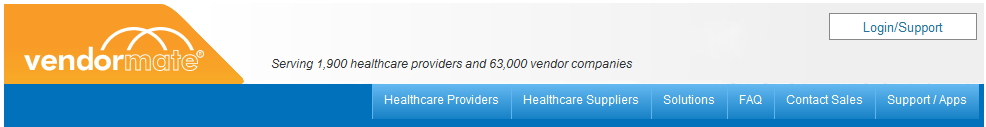 Login/Support
vendormate®
Serving 1,900 healthcare providers and 63,000 vendor companies
Healthcare Providers
Healthcare Suppliers
Solutions
FAQ
Contact Sales
Support / Apps